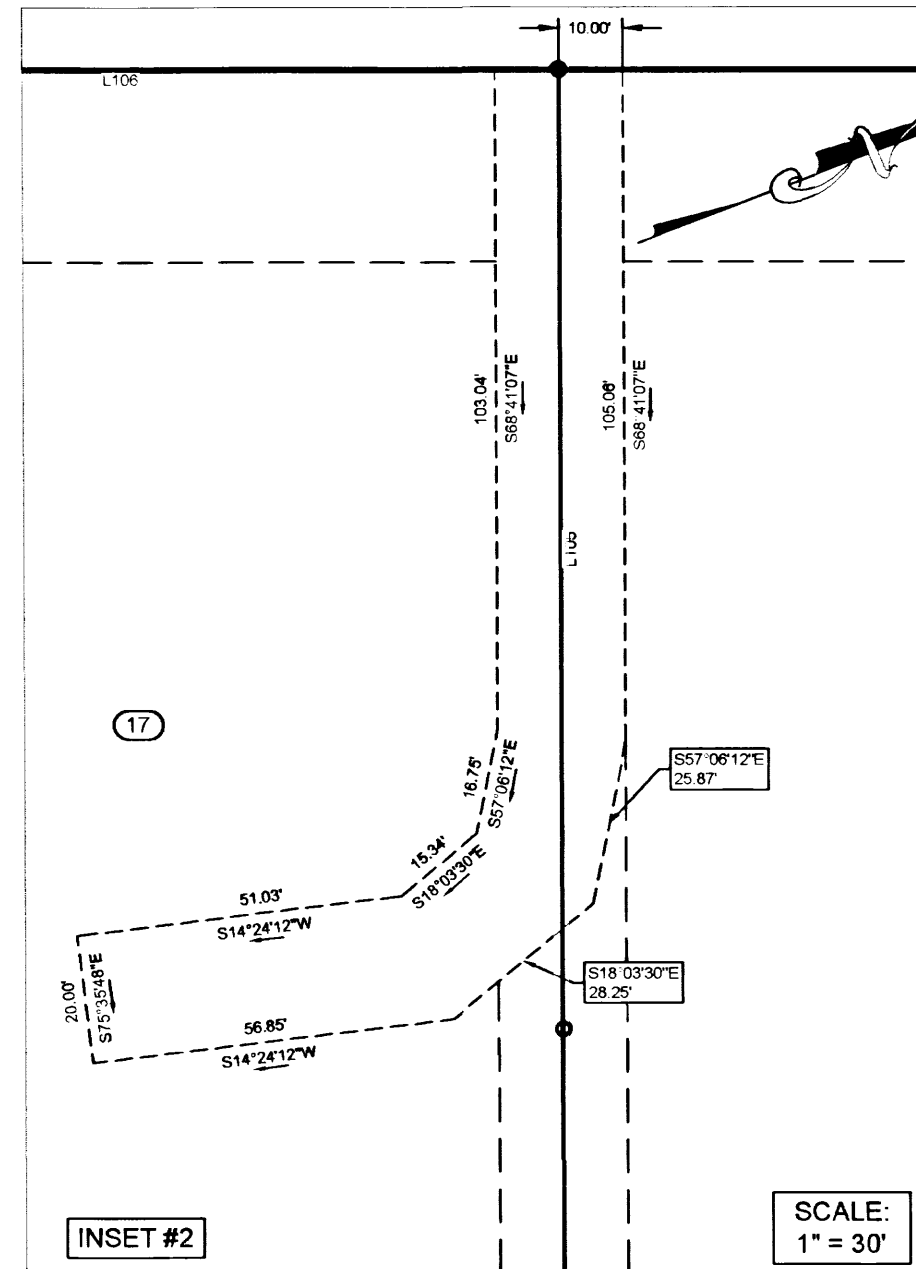 10.00'
L106
N
103.04'
S68°41'07"E
105.06'
S68°41'07"E
L105
17
16.75'
S57°06'12"E
S57°06'12"E
25.87'
15.34'
S18°03'30"E
51.03'
S14°24'12"W
20.00'
S75°35'48"E
S18°03'30"E
28.25'
56.85'
S14°24'12"W
INSET #2
SCALE:
1" = 30'